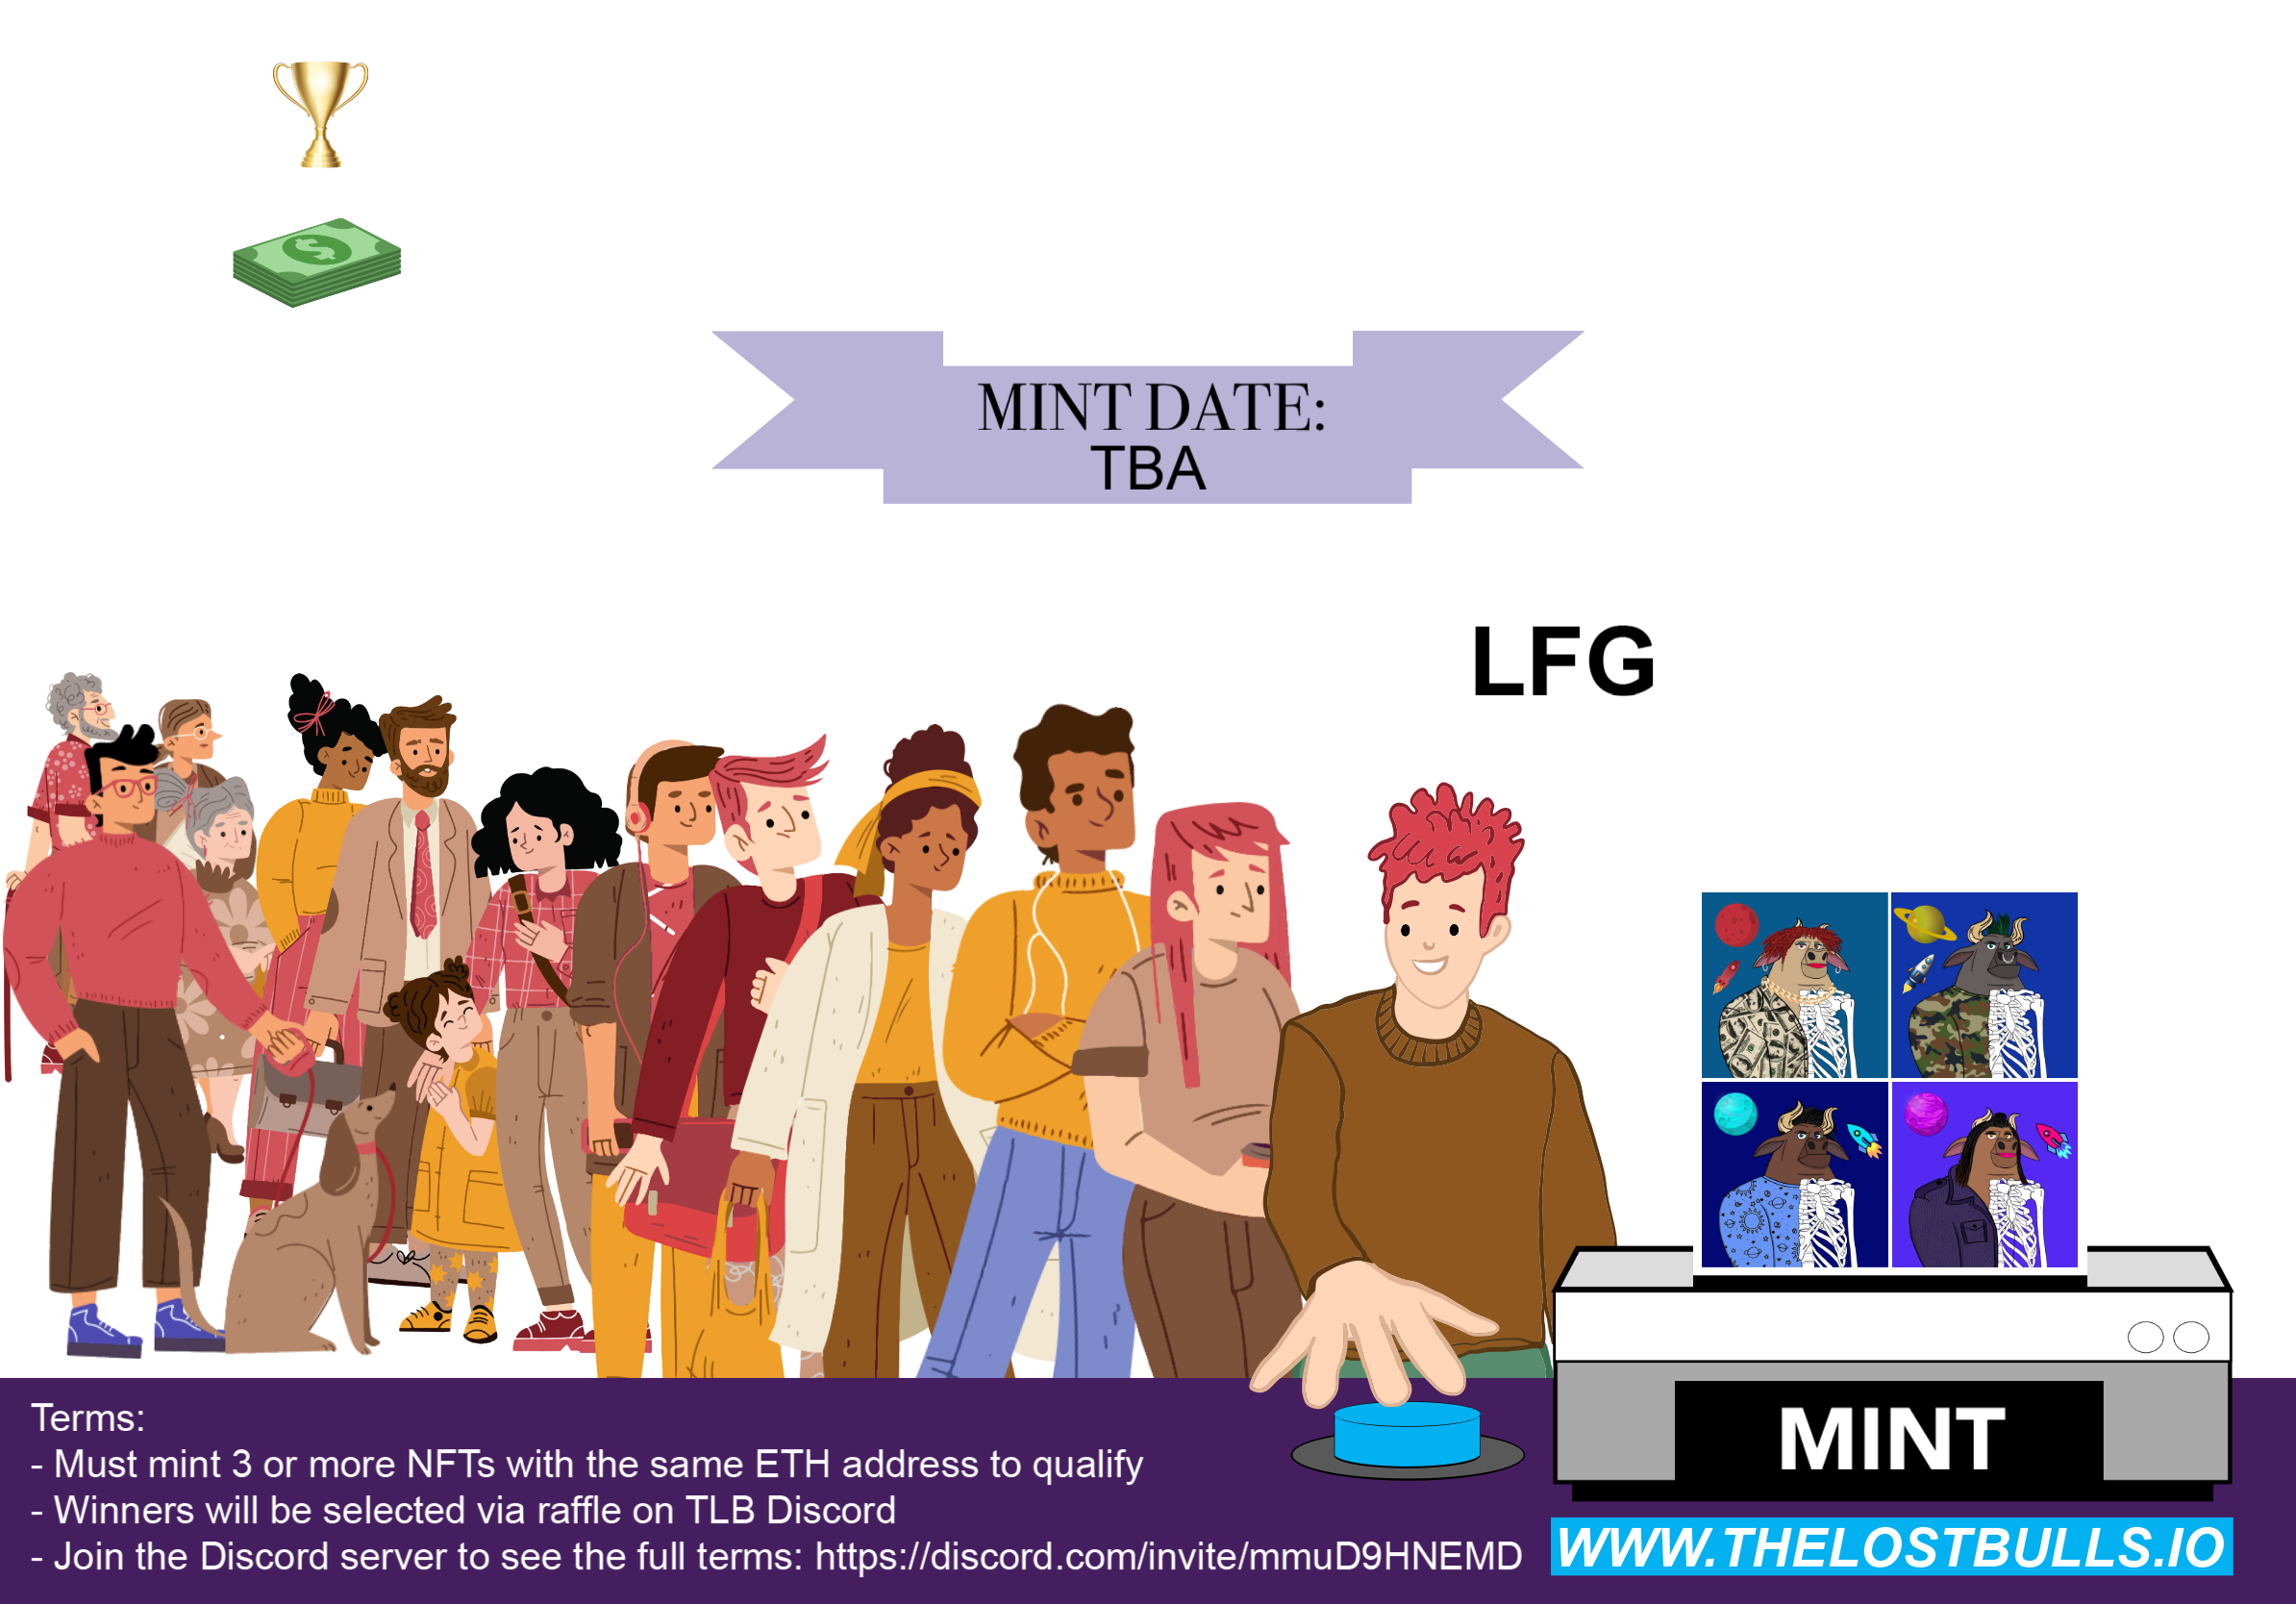 MINT DATE:
TBA
LFG
MINT
Terms:
- Must mint 3 or more NFTs with the same ETH address to qualify
- Winners will be selected via raffle on TLB Discord
- Join the Discord server to see the full terms: https://discord.com/invite/mmuD9HNEMD
WWW.THELOSTBULLS.IO